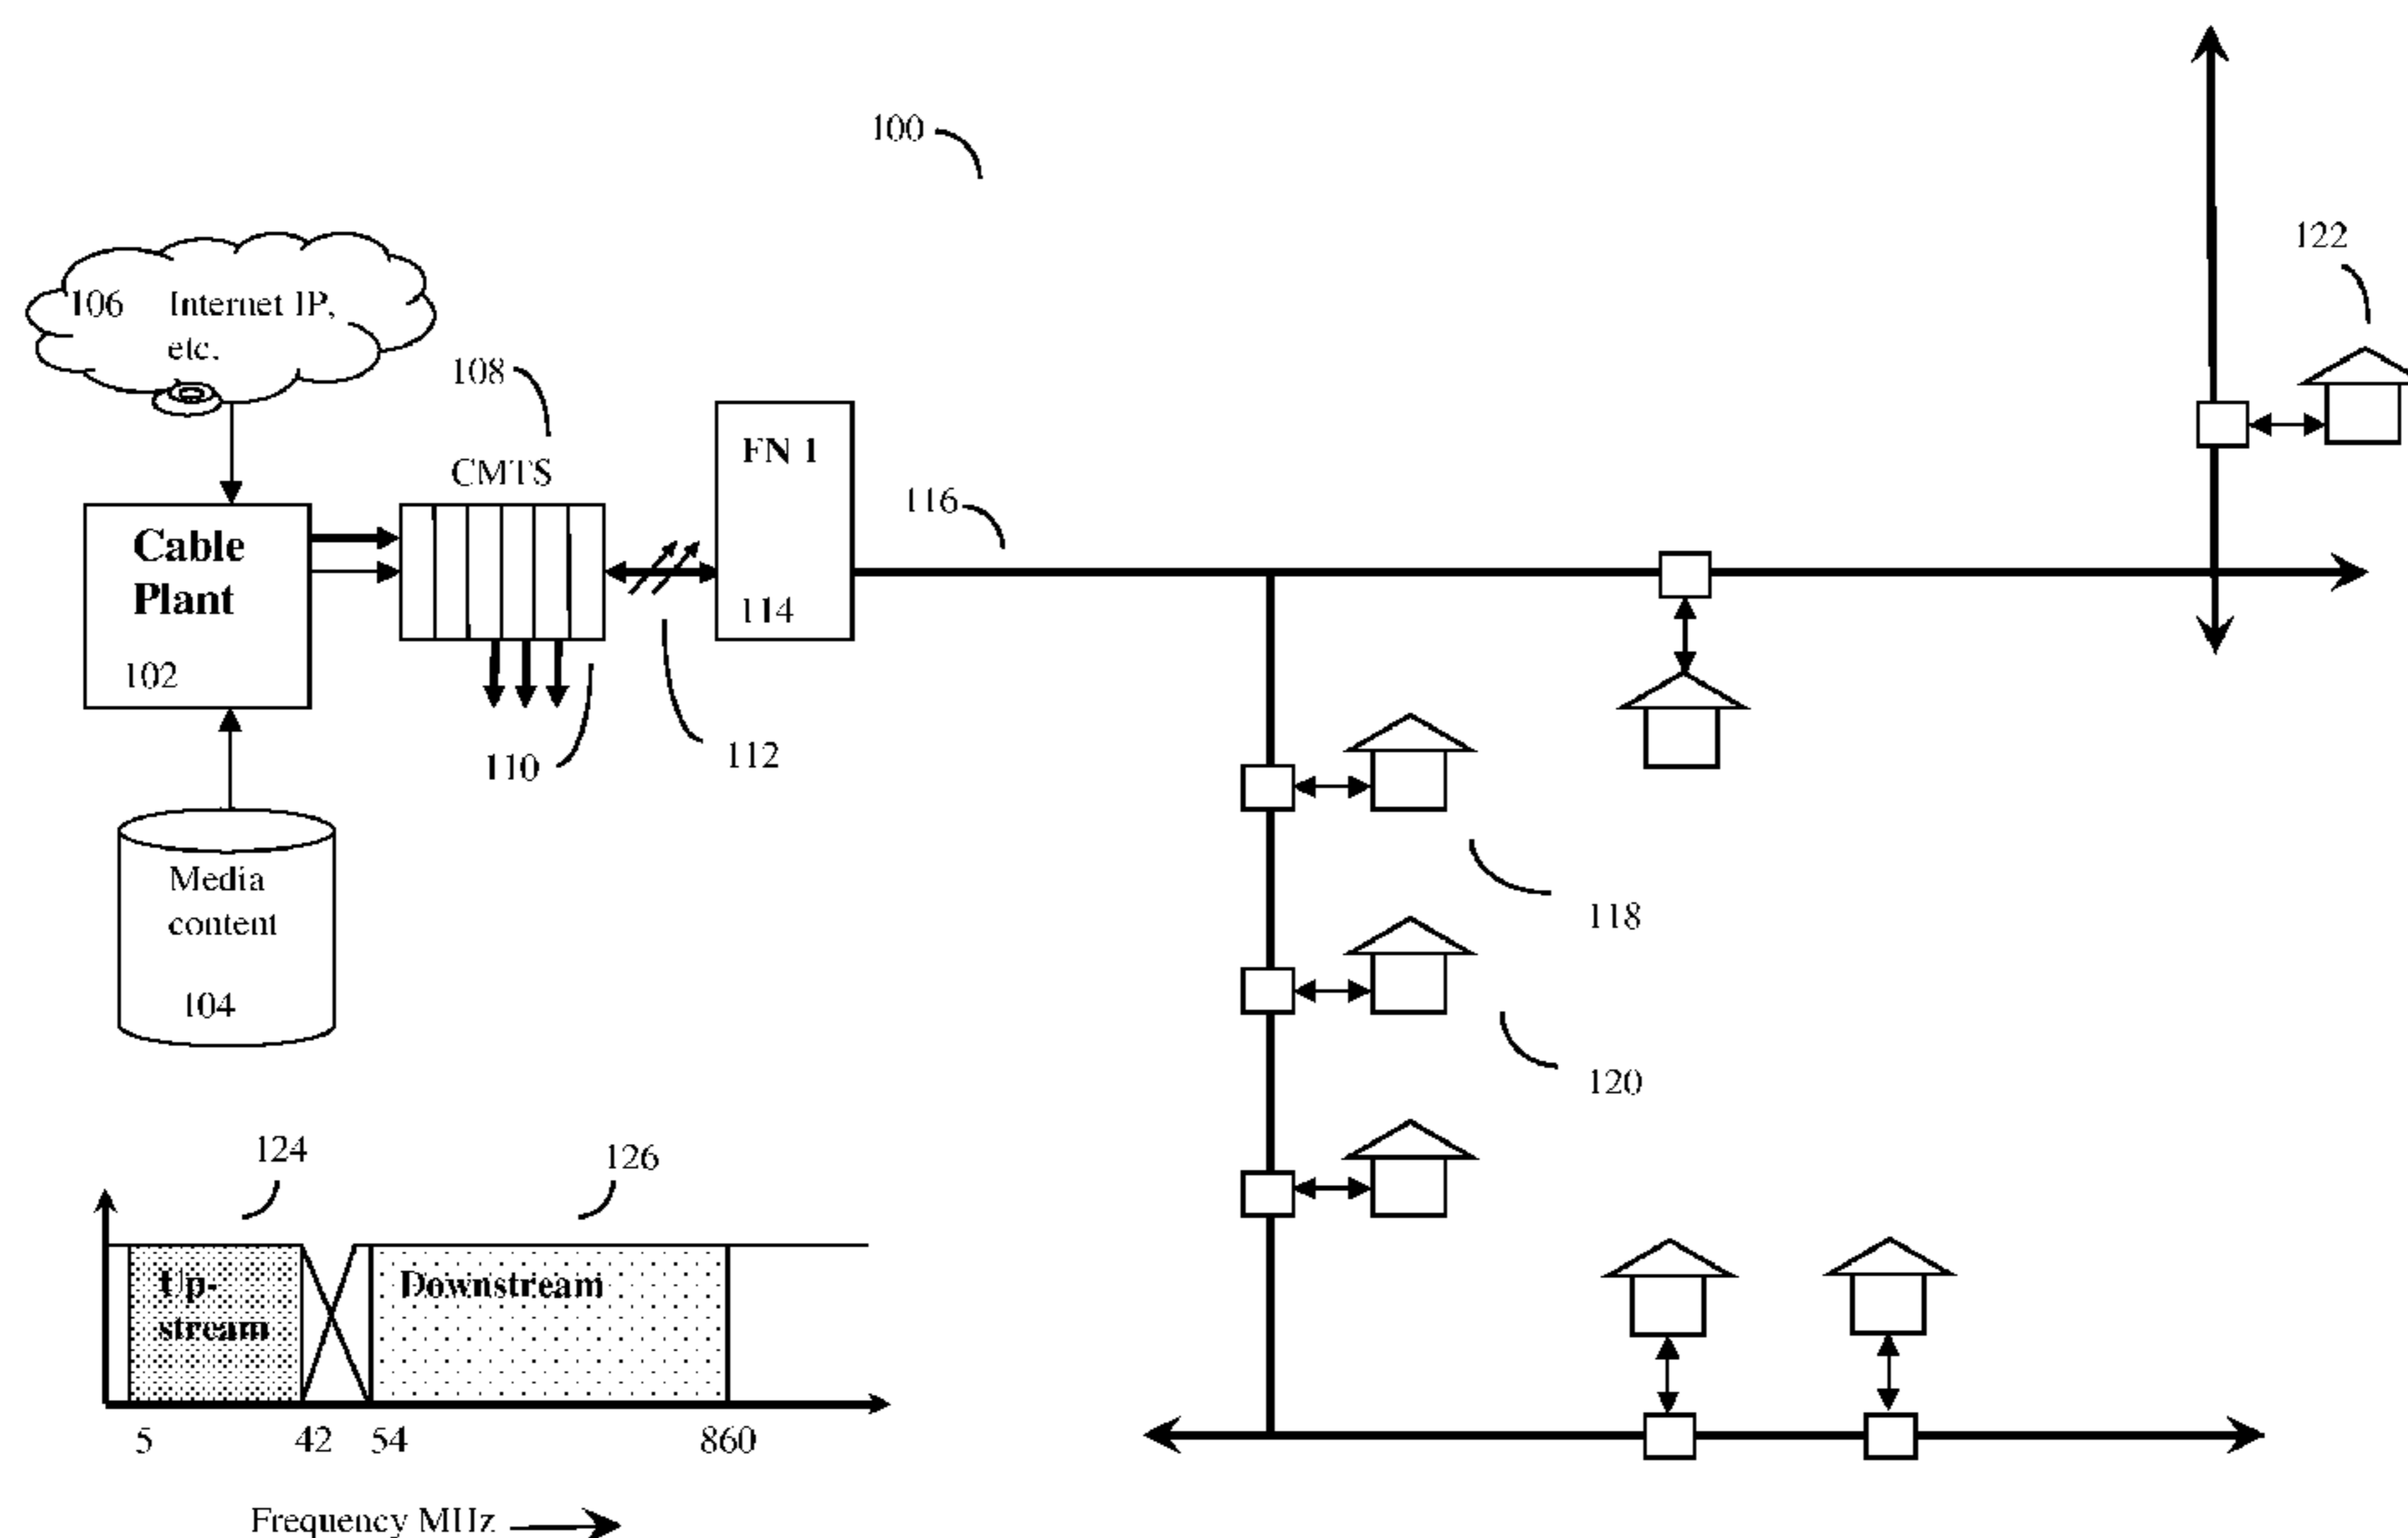 100
122
106 Internet IP,
etc.
108
CMTS
FN 1
116
Cable
Plant
114
102
110
112
Media
content
118
104
120
124
126
Up-
stream
Downstream
5 42 54 860
Frequency MHz